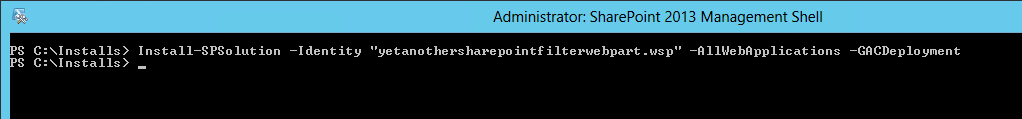 Administrator: SharePoint 2013 Management Shell
PS C:\Installs> Install-SPSolution -Identity "yetanothersharepointfilterwebpart.wsp" -AllWebApplications -GACDeployment
PS C:\Installs> _